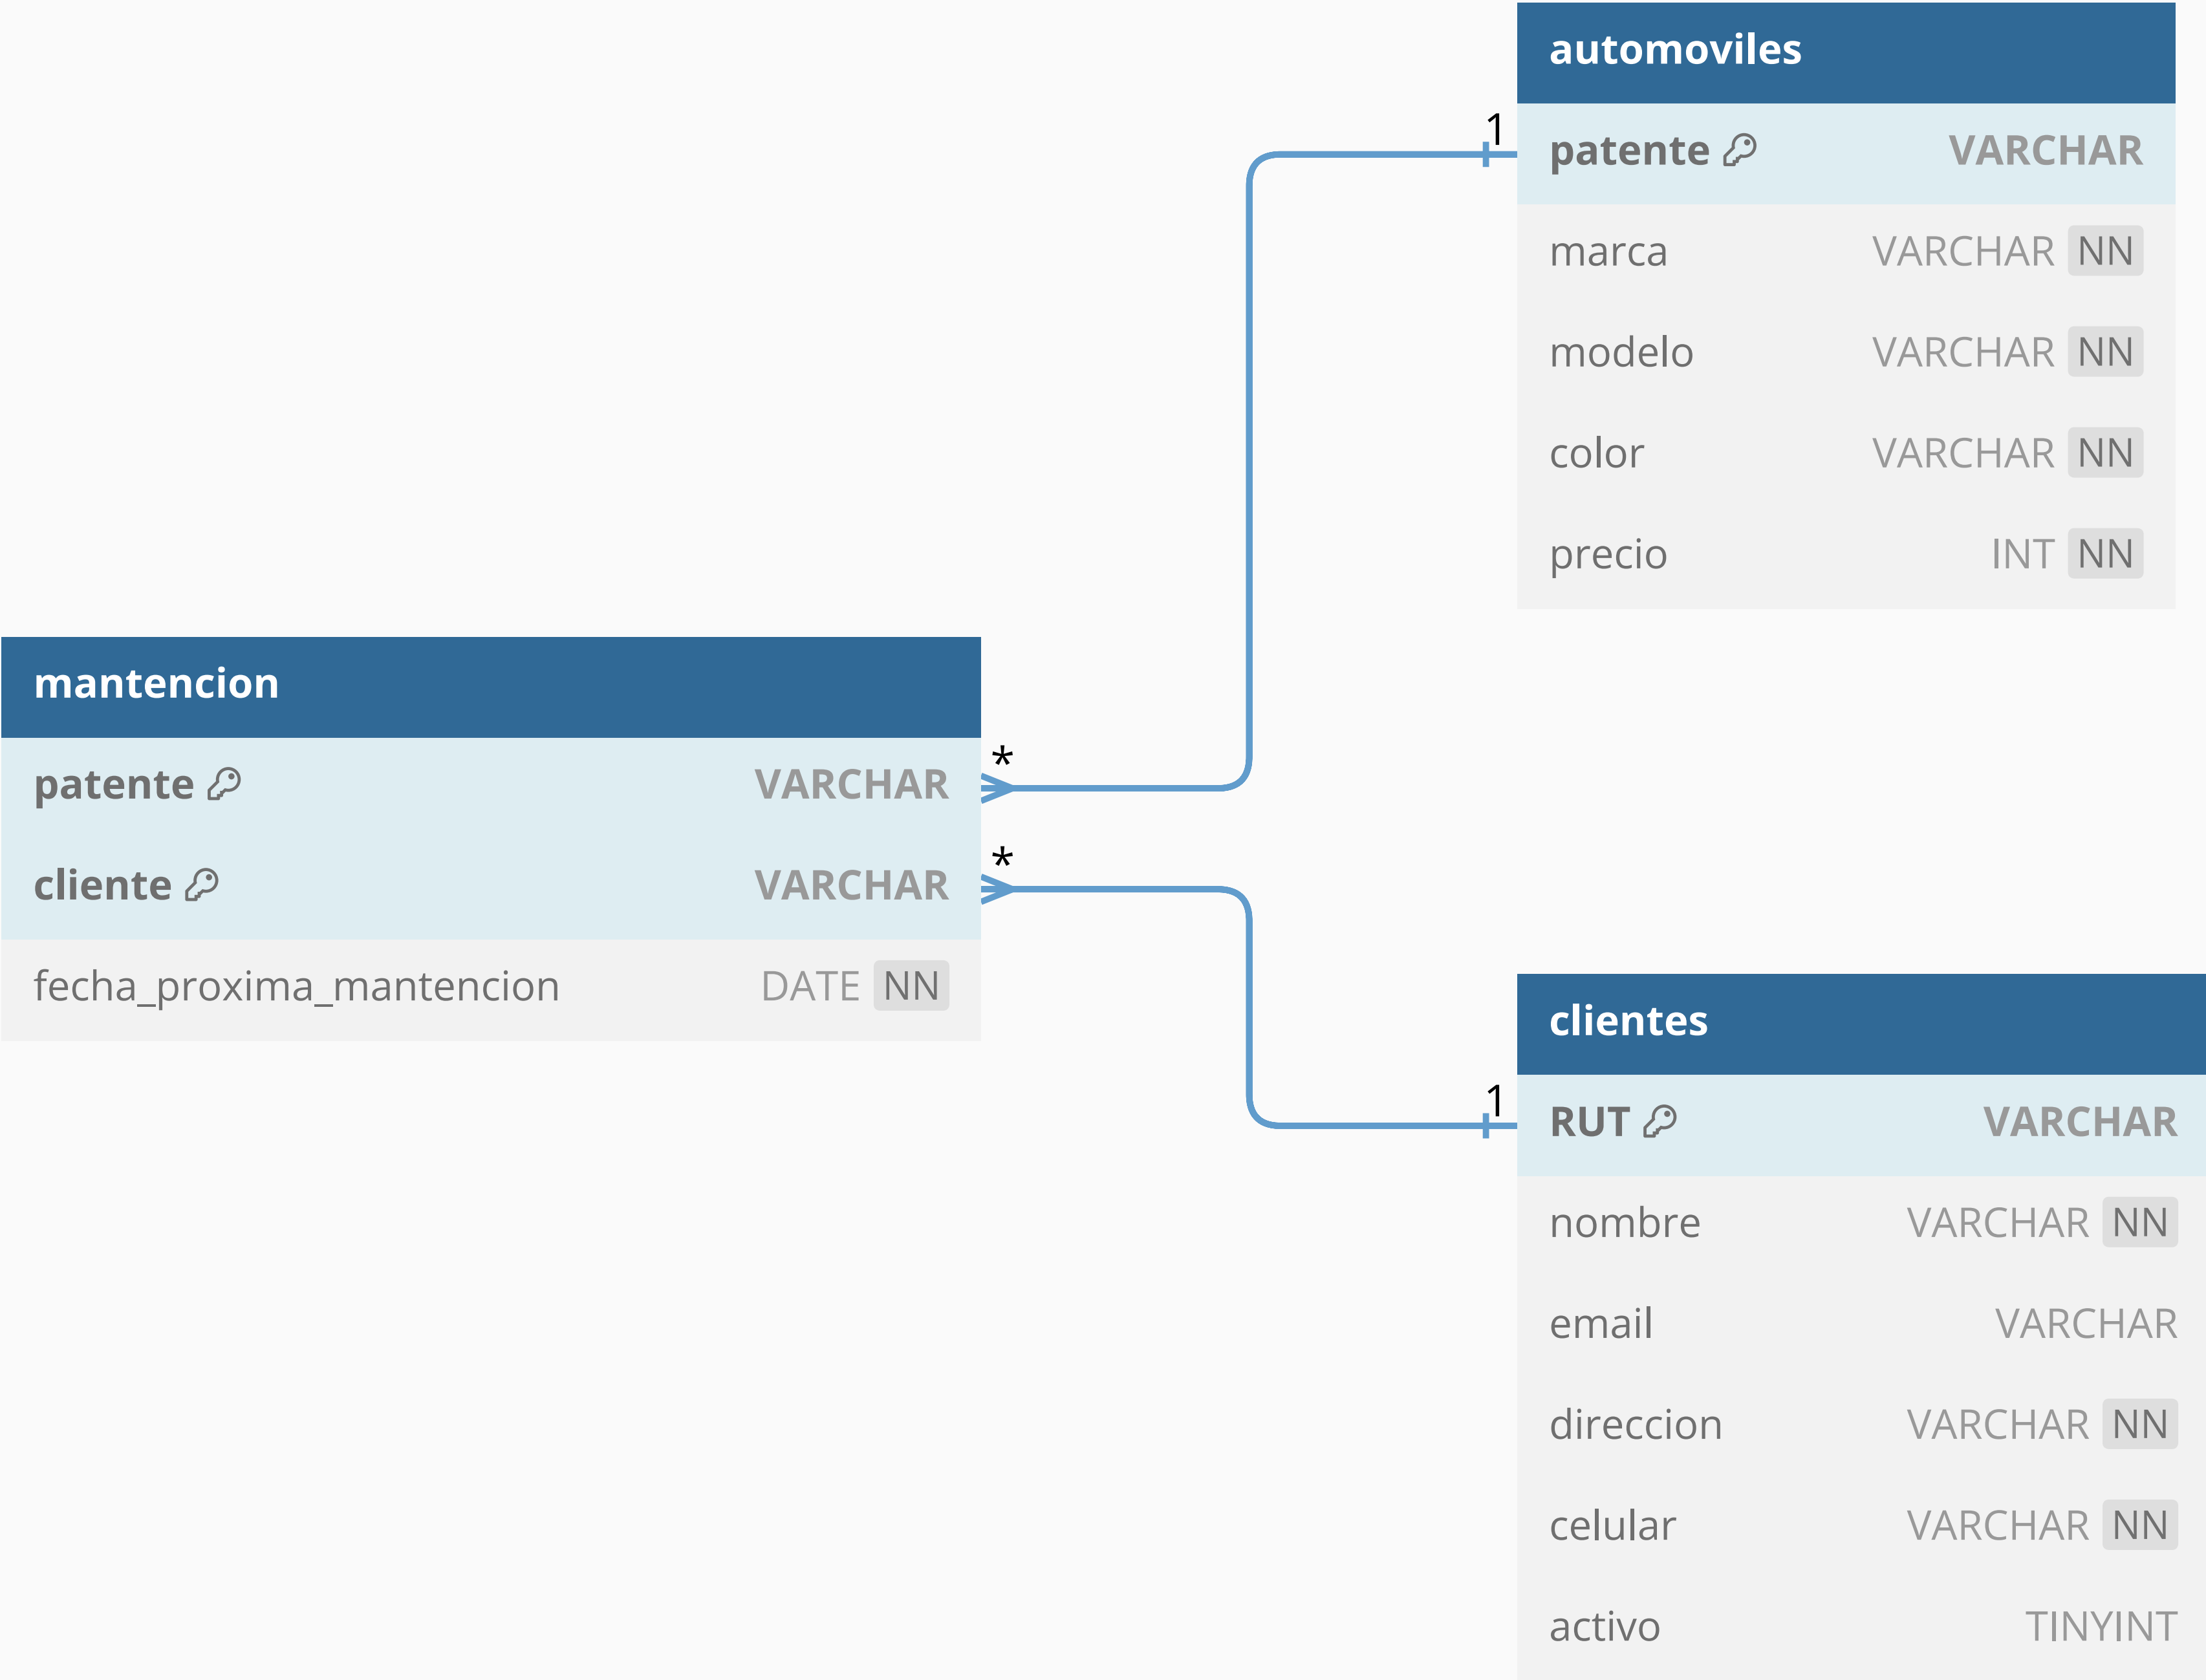 automoviles
1
patente VARCHAR
marca VARCHAR NN
modelo VARCHAR NN
color VARCHAR NN
precio INT NN
mantencion
*
patente VARCHAR
*
cliente VARCHAR
fecha_proxima_mantencion DATE NN
clientes
1
RUT VARCHAR
nombre VARCHAR NN
email VARCHAR
direccion VARCHAR NN
celular VARCHAR NN
activo TINYINT